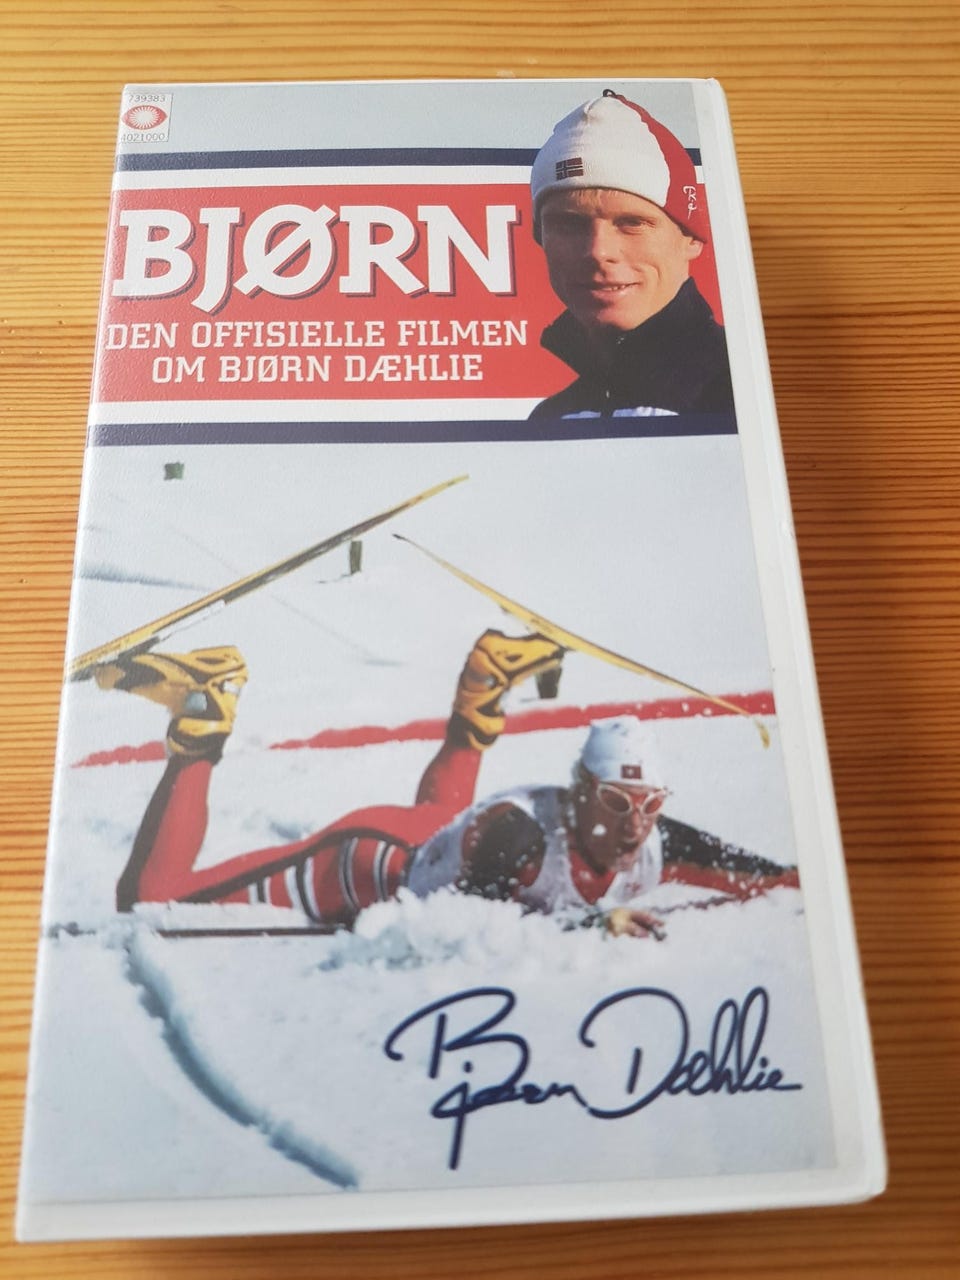 739383
4021000
BJØRN
DEN OFFISIELLE FILMEN
OM BJØRN DÆHLIE
Bjørn Dæhlie